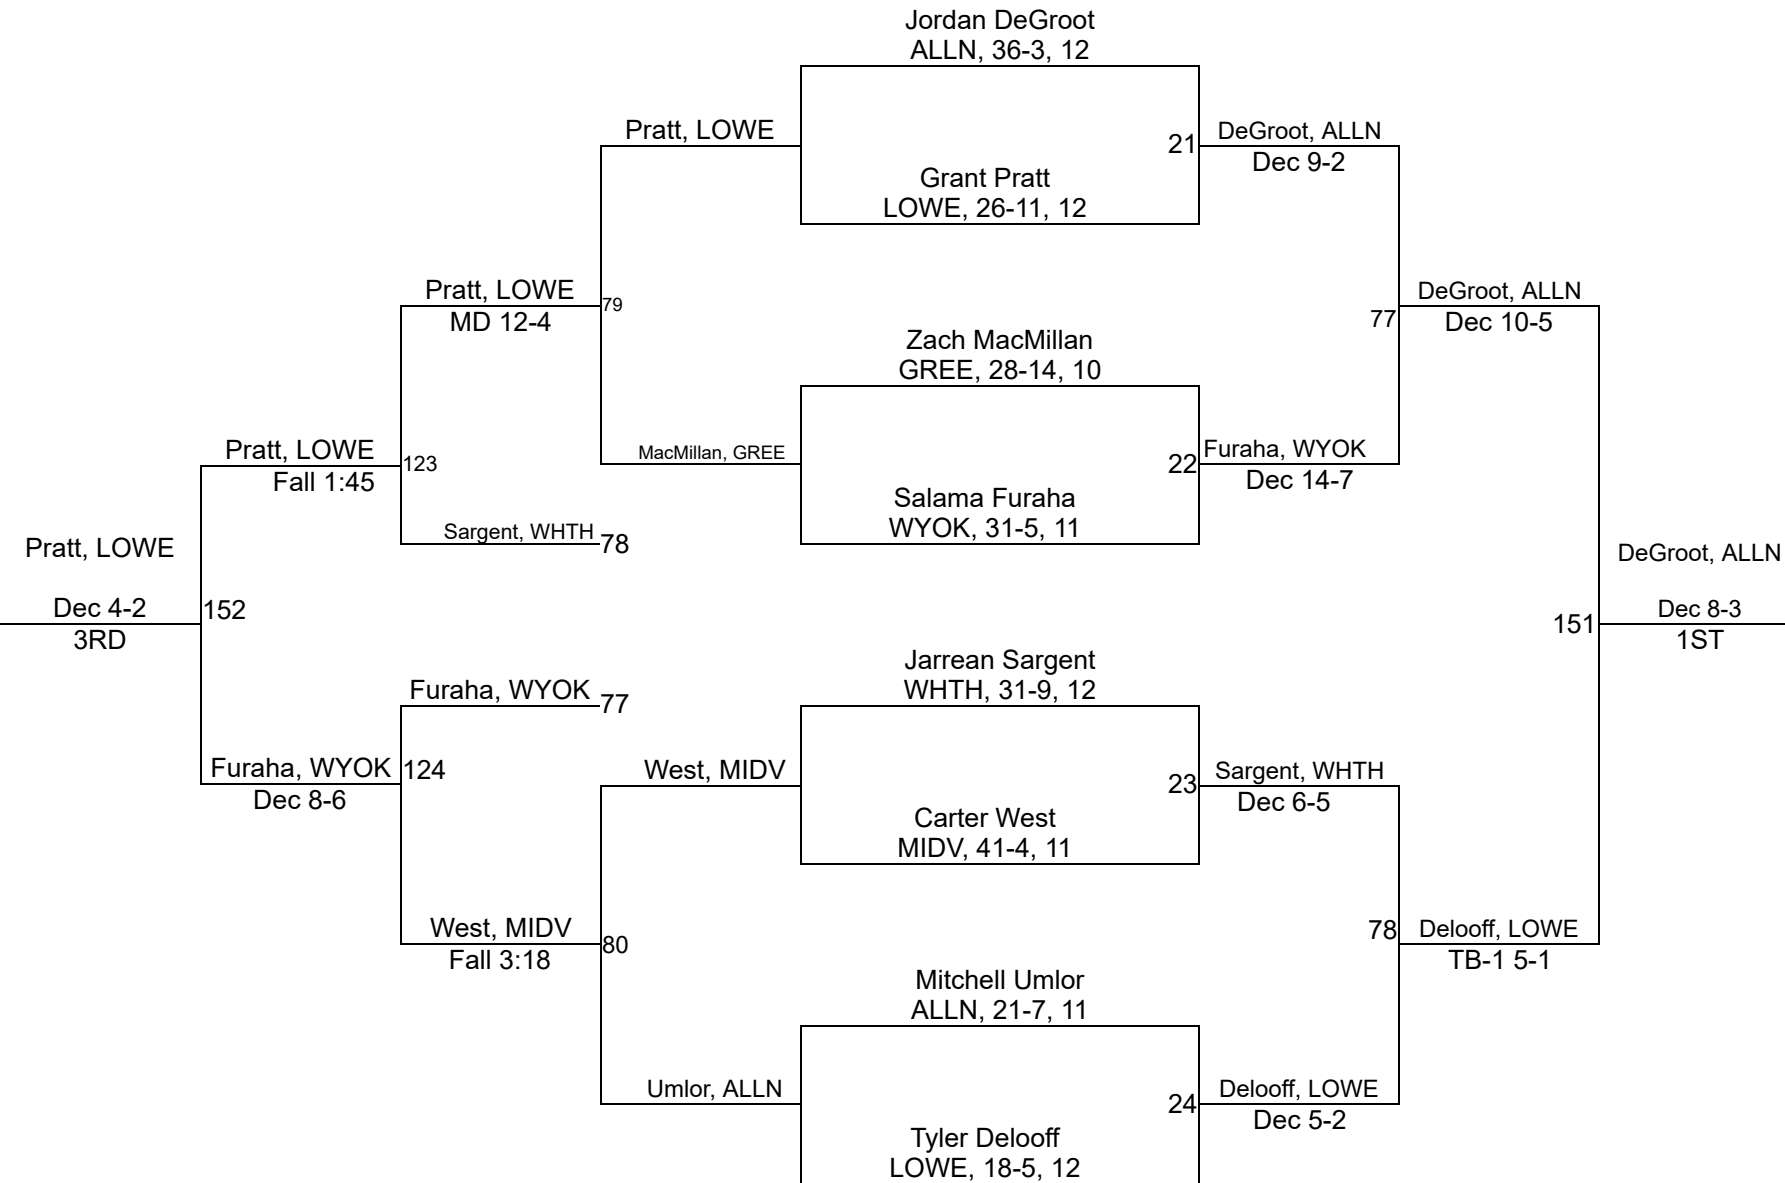 Jordan DeGroot
ALLN, 36-3, 12
Pratt, LOWE
21
DeGroot, ALLN
Dec 9-2
Grant Pratt
LOWE, 26-11, 12
Pratt, LOWE
MD 12-4
79
77
DeGroot, ALLN
Dec 10-5
Zach MacMillan
GREE, 28-14, 10
Pratt, LOWE
Fall 1:45
123
MacMillan, GREE
22
Furaha, WYOK
Dec 14-7
Salama Furaha
WYOK, 31-5, 11
Sargent, WHTH
78
Pratt, LOWE
Dec 4-2
3RD
152
DeGroot, ALLN
151
Dec 8-3
1ST
Jarrean Sargent
WHTH, 31-9, 12
Furaha, WYOK
77
Furaha, WYOK
Dec 8-6
124
West, MIDV
23
Sargent, WHTH
Dec 6-5
Carter West
MIDV, 41-4, 11
West, MIDV
Fall 3:18
80
78
Delooff, LOWE
TB-1 5-1
Mitchell Umlor
ALLN, 21-7, 11
Umlor, ALLN
24
Delooff, LOWE
Dec 5-2
Tyler Delooff
LOWE, 18-5, 12